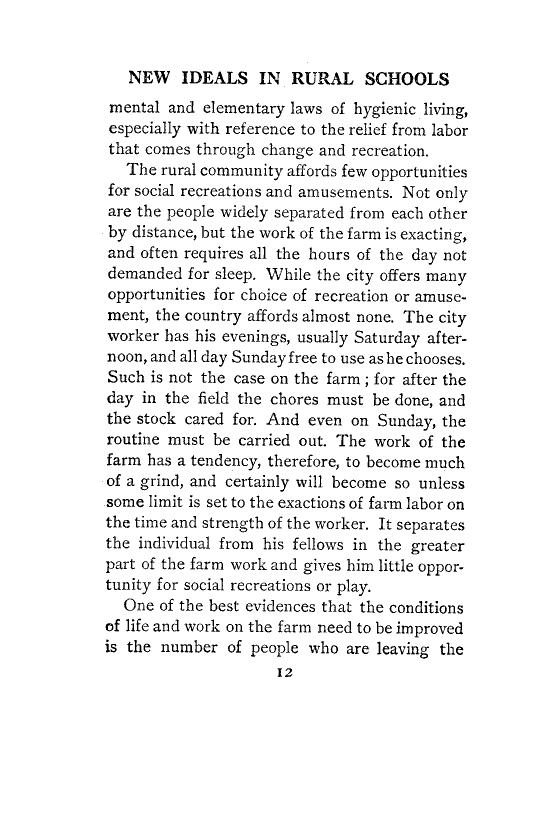 NEW IDEALS IN RURAL SCHOOLS
mental and elementary laws of hygienic living,
especially with reference to the relief from labor
that comes through change and recreation.
The rural community affords few opportunities
for social recreations and amusements. Not only
are the people widely separated from each other
by distance, but the work of the farm is exacting,
and often requires all the hours of the day not
demanded for sleep. While the city offers many
opportunities for choice of recreation or amuse-
ment, the country affords almost none. The city
worker has his evenings, usually Saturday after-
noon, and all day Sunday free to use as he chooses.
Such is not the case on the farm; for after the
day in the field the chores must be done, and
the stock cared for. And even on Sunday, the
routine must be carried out. The work of the
farm has a tendency, therefore, to become much
of a grind, and certainly will become so unless
some limit is set to the exactions of farm labor on
the time and strength of the worker. It separates
the individual from his fellows in the greater
part of the farm work and gives him little oppor-
tunity for social recreations or play.
One of the best evidences that the conditions
of life and work on the farm need to be improved
is the number of people who are leaving the
12